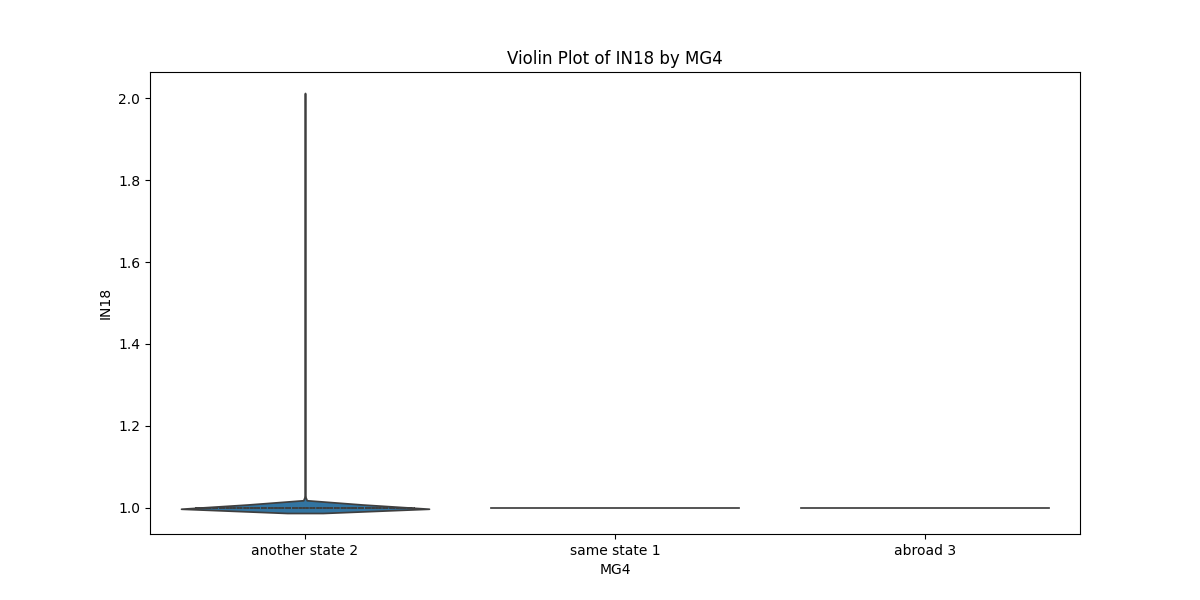 Violin Plot of IN18 by MG4
2.0
1.8
1.6
1.4
1.2
1.0
IN18
another state 2
same state 1
abroad 3
MG4